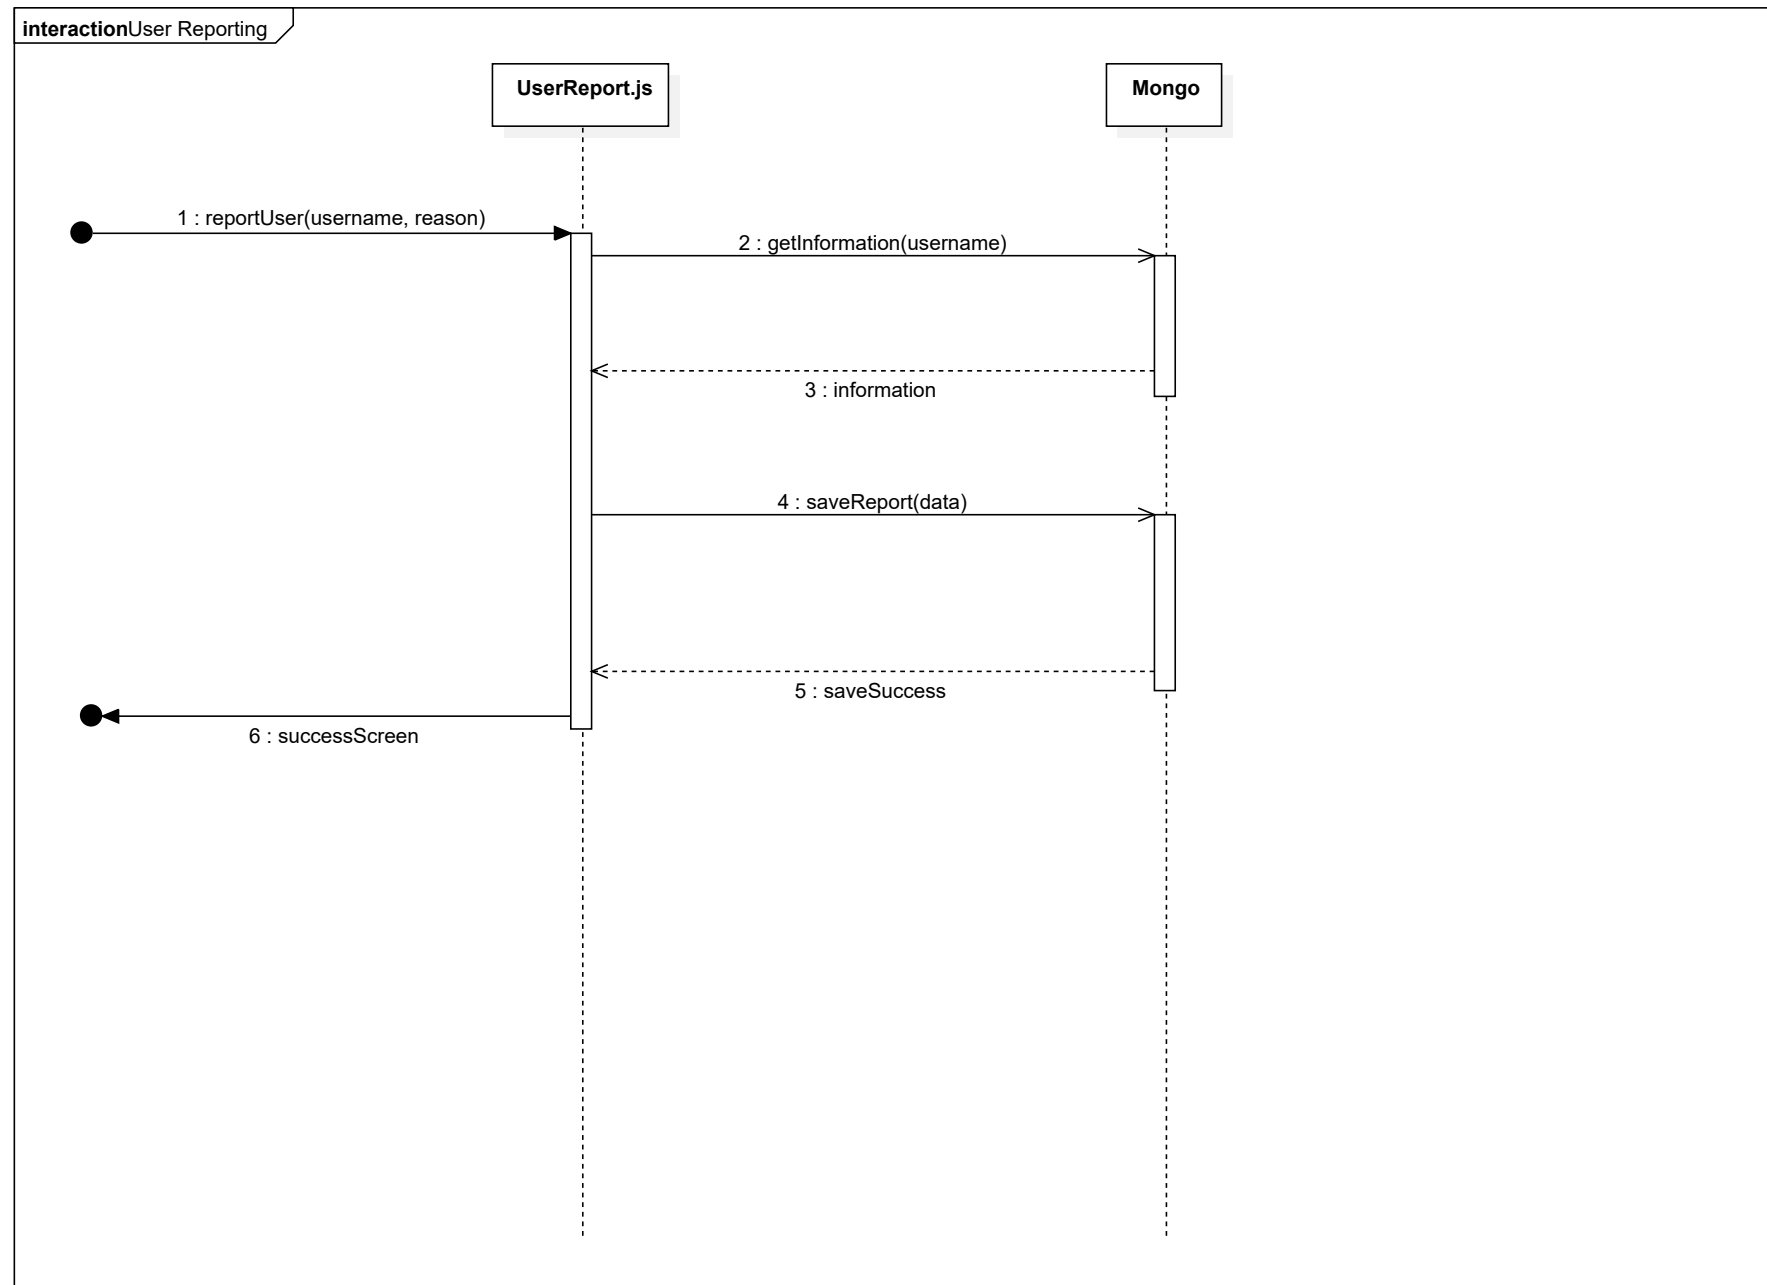 interactionUser Reporting
UserReport.js
Mongo
1 : reportUser(username, reason)
2 : getInformation(username)
3 : information
4 : saveReport(data)
5 : saveSuccess
6 : successScreen